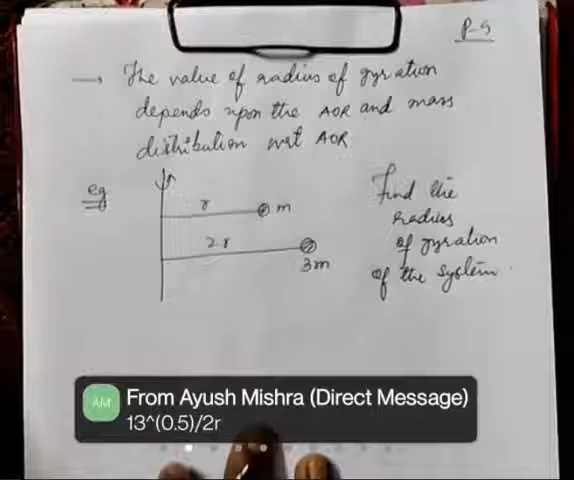 P-5
→ The value of radius of gyration
depends upon the AOR and mass
distribution wrt AOR
eg
r
m
2r
3m
Find the
radius
of gyration
of the system.
AM
From Ayush Mishra (Direct Message)
13^(0.5)/2r